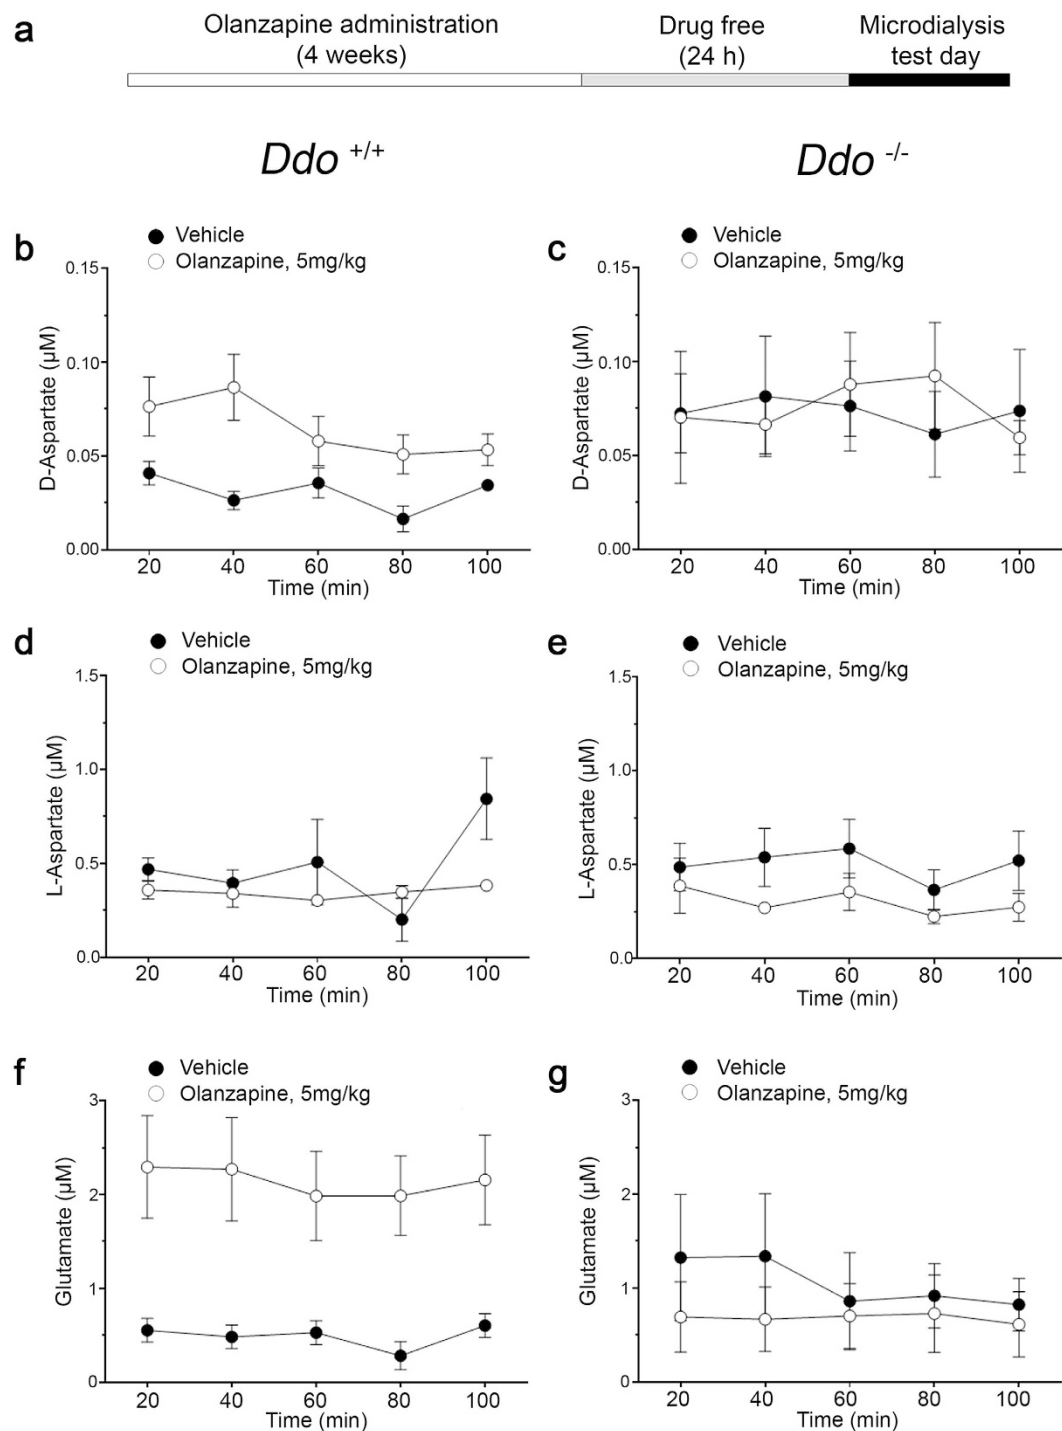 a
Olanzapine administration
(4 weeks)
Drug free
(24 h)
Microdialysis
test day
Ddo +/+
Ddo -/-
b
Vehicle
Olanzapine, 5mg/kg
0.15
0.10
0.05
0.00
D-Aspartate (µM)
20 40 60 80 100
Time (min)
c
Vehicle
Olanzapine, 5mg/kg
0.15
0.10
0.05
0.00
D-Aspartate (µM)
20 40 60 80 100
Time (min)
d
Vehicle
Olanzapine, 5mg/kg
1.5
1.0
0.5
0.0
L-Aspartate (µM)
20 40 60 80 100
Time (min)
e
Vehicle
Olanzapine, 5mg/kg
1.5
1.0
0.5
0.0
L-Aspartate (µM)
20 40 60 80 100
Time (min)
f
Vehicle
Olanzapine, 5mg/kg
3
2
1
0
Glutamate (µM)
20 40 60 80 100
Time (min)
g
Vehicle
Olanzapine, 5mg/kg
3
2
1
0
Glutamate (µM)
20 40 60 80 100
Time (min)